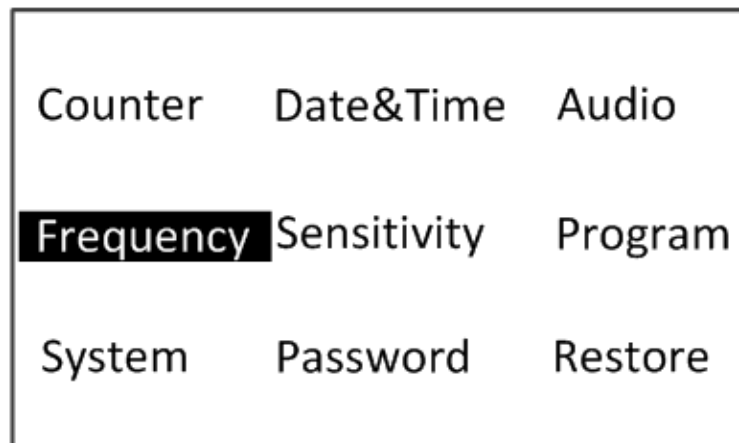 Counter Date&Time Audio
Frequency Sensitivity Program
System Password Restore